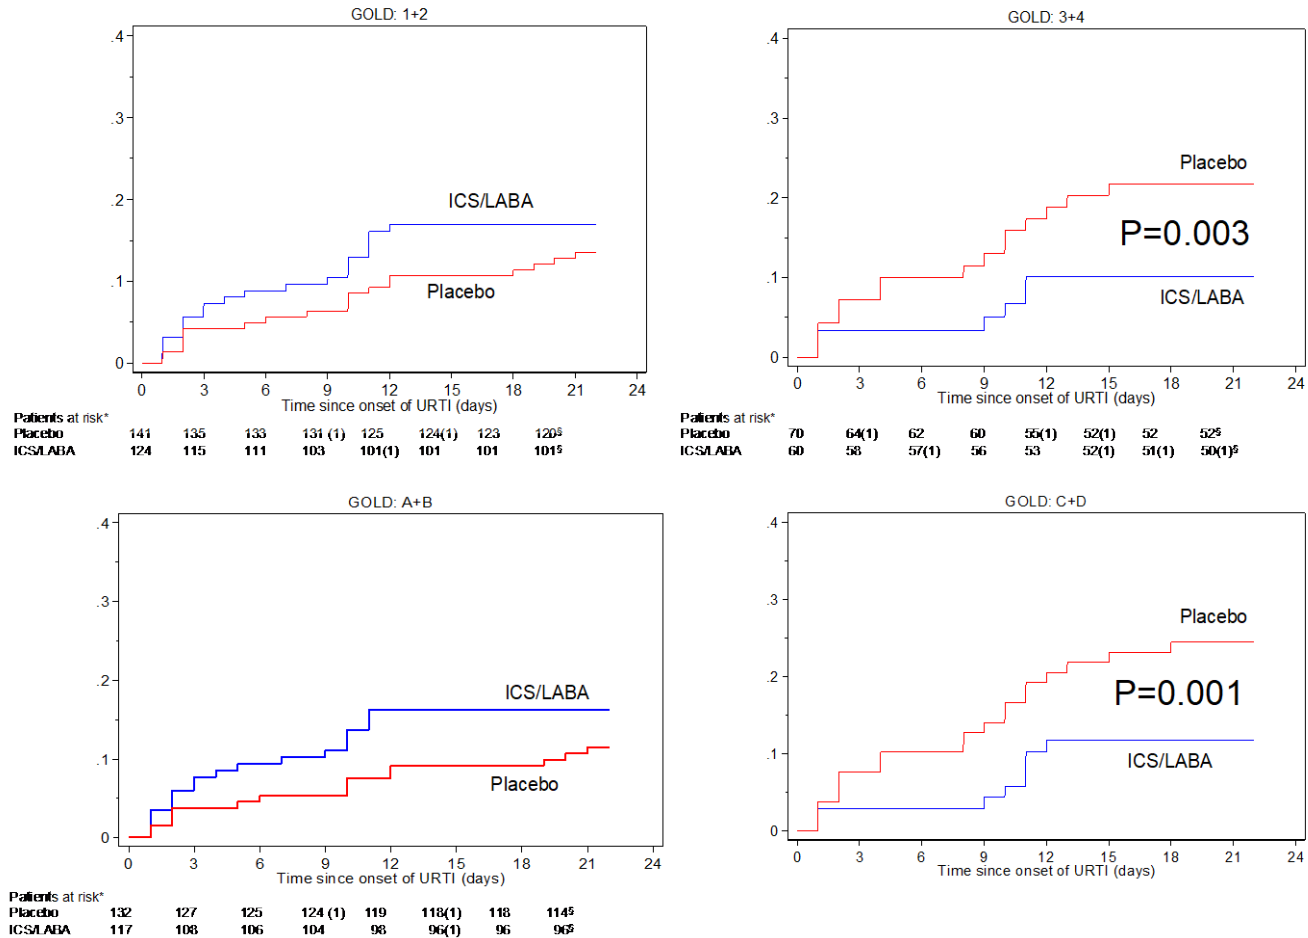 GOLD: 1+2
.4
.3
.2
.1
0
ICS/LABA
Placebo
0 3 6 9 12 15 18 21 24
Time since onset of URTI (days)
Patients at risk*
Placebo 141 135 133 131 (1) 125 124(1) 123 120§
ICS/LABA 124 115 111 103 101(1) 101 101 101§
GOLD: 3+4
.4
.3
.2
.1
0
Placebo
P=0.003
ICS/LABA
0 3 6 9 12 15 18 21 24
Time since onset of URTI (days)
Patients at risk*
Placebo 70 64(1) 62 60 55(1) 52(1) 52 52§
ICS/LABA 60 58 57(1) 56 53 52(1) 51(1) 50(1)§
GOLD: A+B
.4
.3
.2
.1
0
ICS/LABA
Placebo
0 3 6 9 12 15 18 21 24
Time since onset of URTI (days)
Patients at risk*
Placebo 132 127 125 124 (1) 119 118(1) 118 114§
ICS/LABA 117 108 106 104 98 96(1) 96 96§
GOLD: C+D
.4
.3
.2
.1
0
Placebo
P=0.001
ICS/LABA
0 3 6 9 12 15 18 21 24
Time since onset of URTI (days)